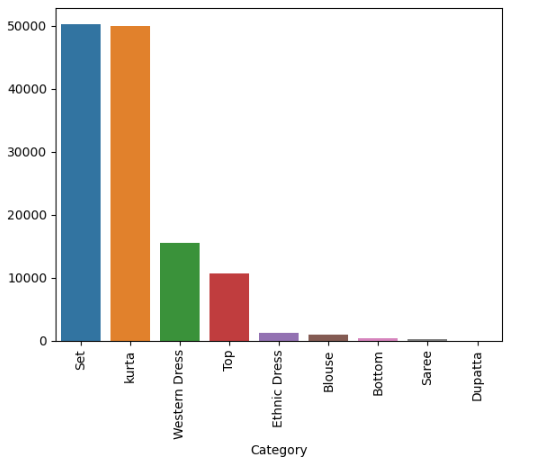 50000
40000
30000
20000
10000
0
Set
kurta
Western Dress
Top
Ethnic Dress
Blouse
Bottom
Saree
Dupatta
Category